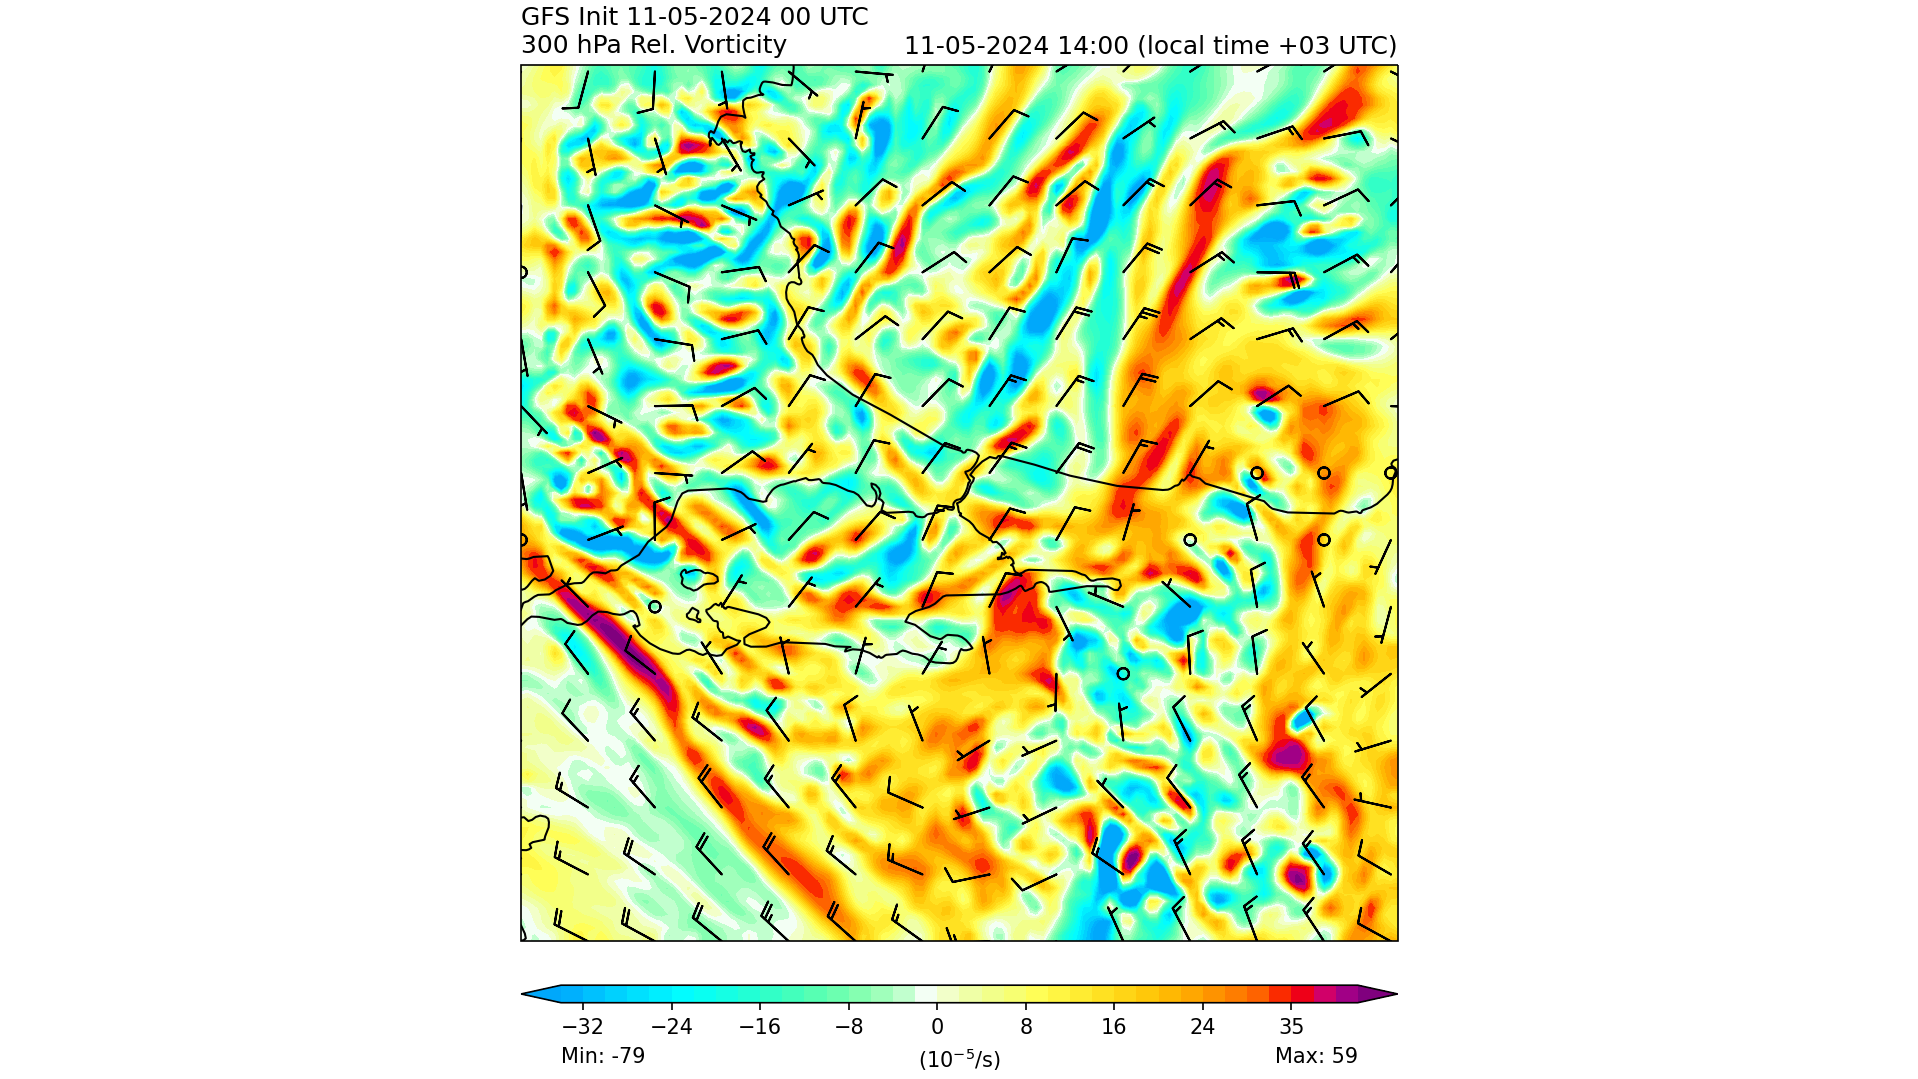 GFS Init 11-05-2024 00 UTC
300 hPa Rel. Vorticity
11-05-2024 14:00 (local time +03 UTC)
−32 −24 −16 −8 0 8 16 24 35
Min: -79
(10⁻⁵/s)
Max: 59